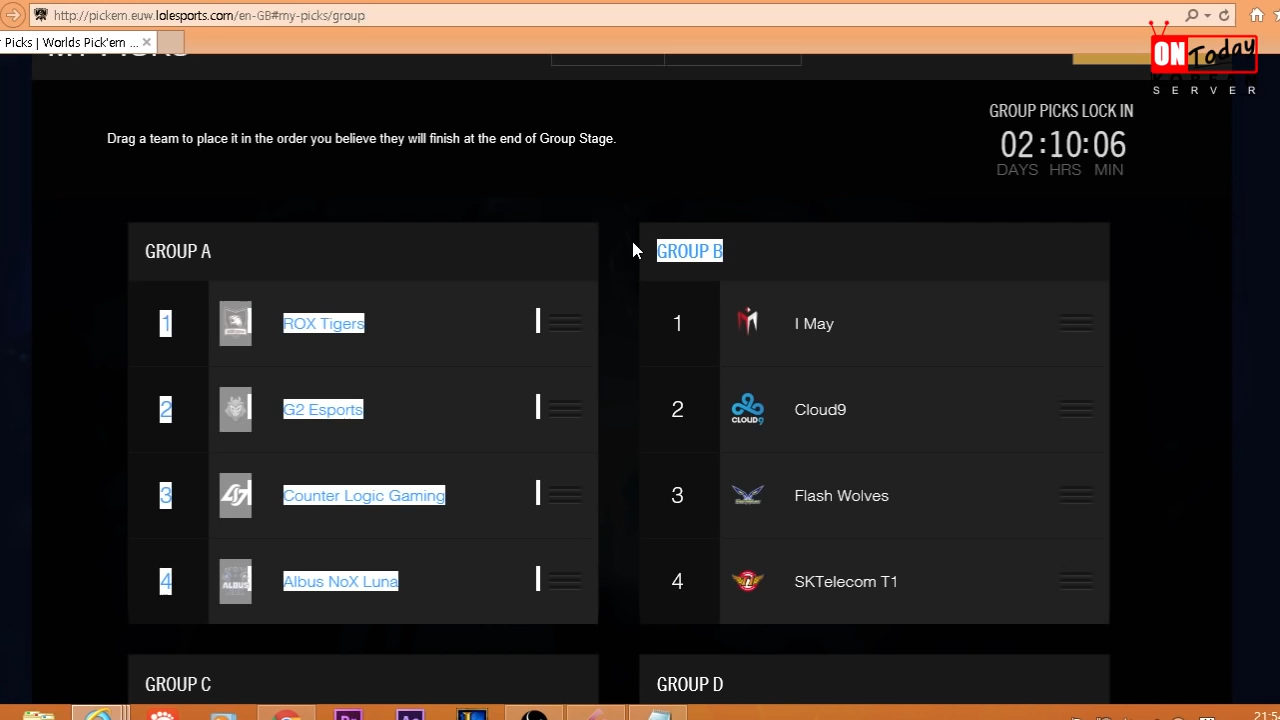 http://pickem.euw.lolesports.com/en-GB#my-picks/group
Picks | Worlds Pick'em ...
ON Today
SERVER
MY PICKS
GROUP PICKS LOCK IN
Drag a team to place it in the order you believe they will finish at the end of Group Stage.
02:10:06
DAYS HRS MIN
GROUP A
1 ROX Tigers
2 G2 Esports
3 Counter Logic Gaming
4 Albus NoX Luna
GROUP B
1 I May
2 CLOUD9 Cloud9
3 Flash Wolves
4 SKTelecom T1
GROUP C
GROUP D